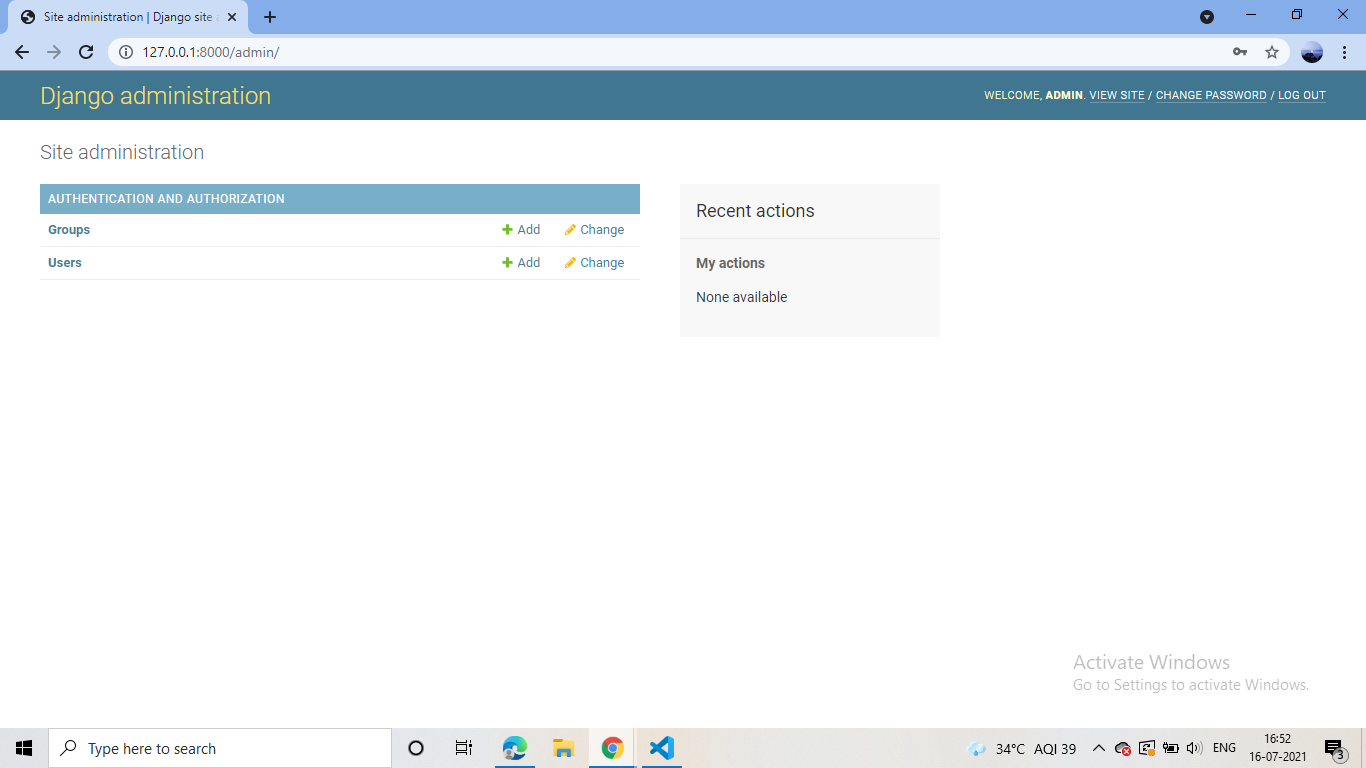 Site administration | Django site
127.0.0.1:8000/admin/
Django administration
WELCOME, ADMIN. VIEW SITE / CHANGE PASSWORD / LOG OUT
Site administration
AUTHENTICATION AND AUTHORIZATION
Groups Add Change
Users Add Change
Recent actions
My actions
None available
Activate Windows
Go to Settings to activate Windows.
Type here to search
34°C AQI 39
ENG
16:52
16-07-2021
3